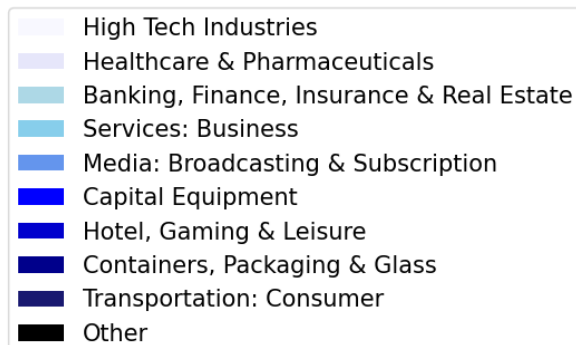 High Tech Industries
Healthcare & Pharmaceuticals
Banking, Finance, Insurance & Real Estate
Services: Business
Media: Broadcasting & Subscription
Capital Equipment
Hotel, Gaming & Leisure
Containers, Packaging & Glass
Transportation: Consumer
Other